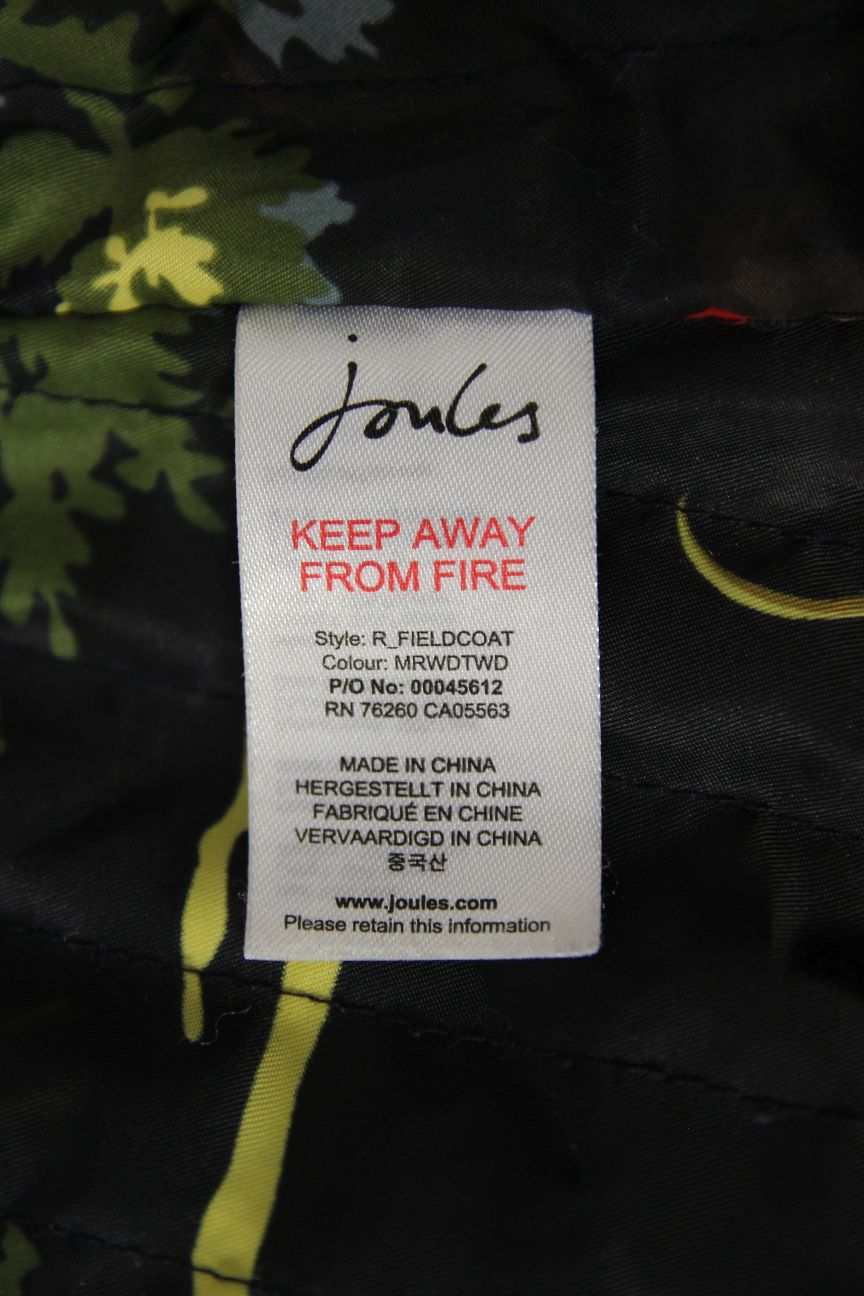 joules
KEEP AWAY
FROM FIRE
Style: R_FIELDCOAT
Colour: MRWDTWD
P/O No: 00045612
RN 76260 CA05563
MADE IN CHINA
HERGESTELLT IN CHINA
FABRIQUÉ EN CHINE
VERVAARDIGD IN CHINA
중국산
www.joules.com
Please retain this information